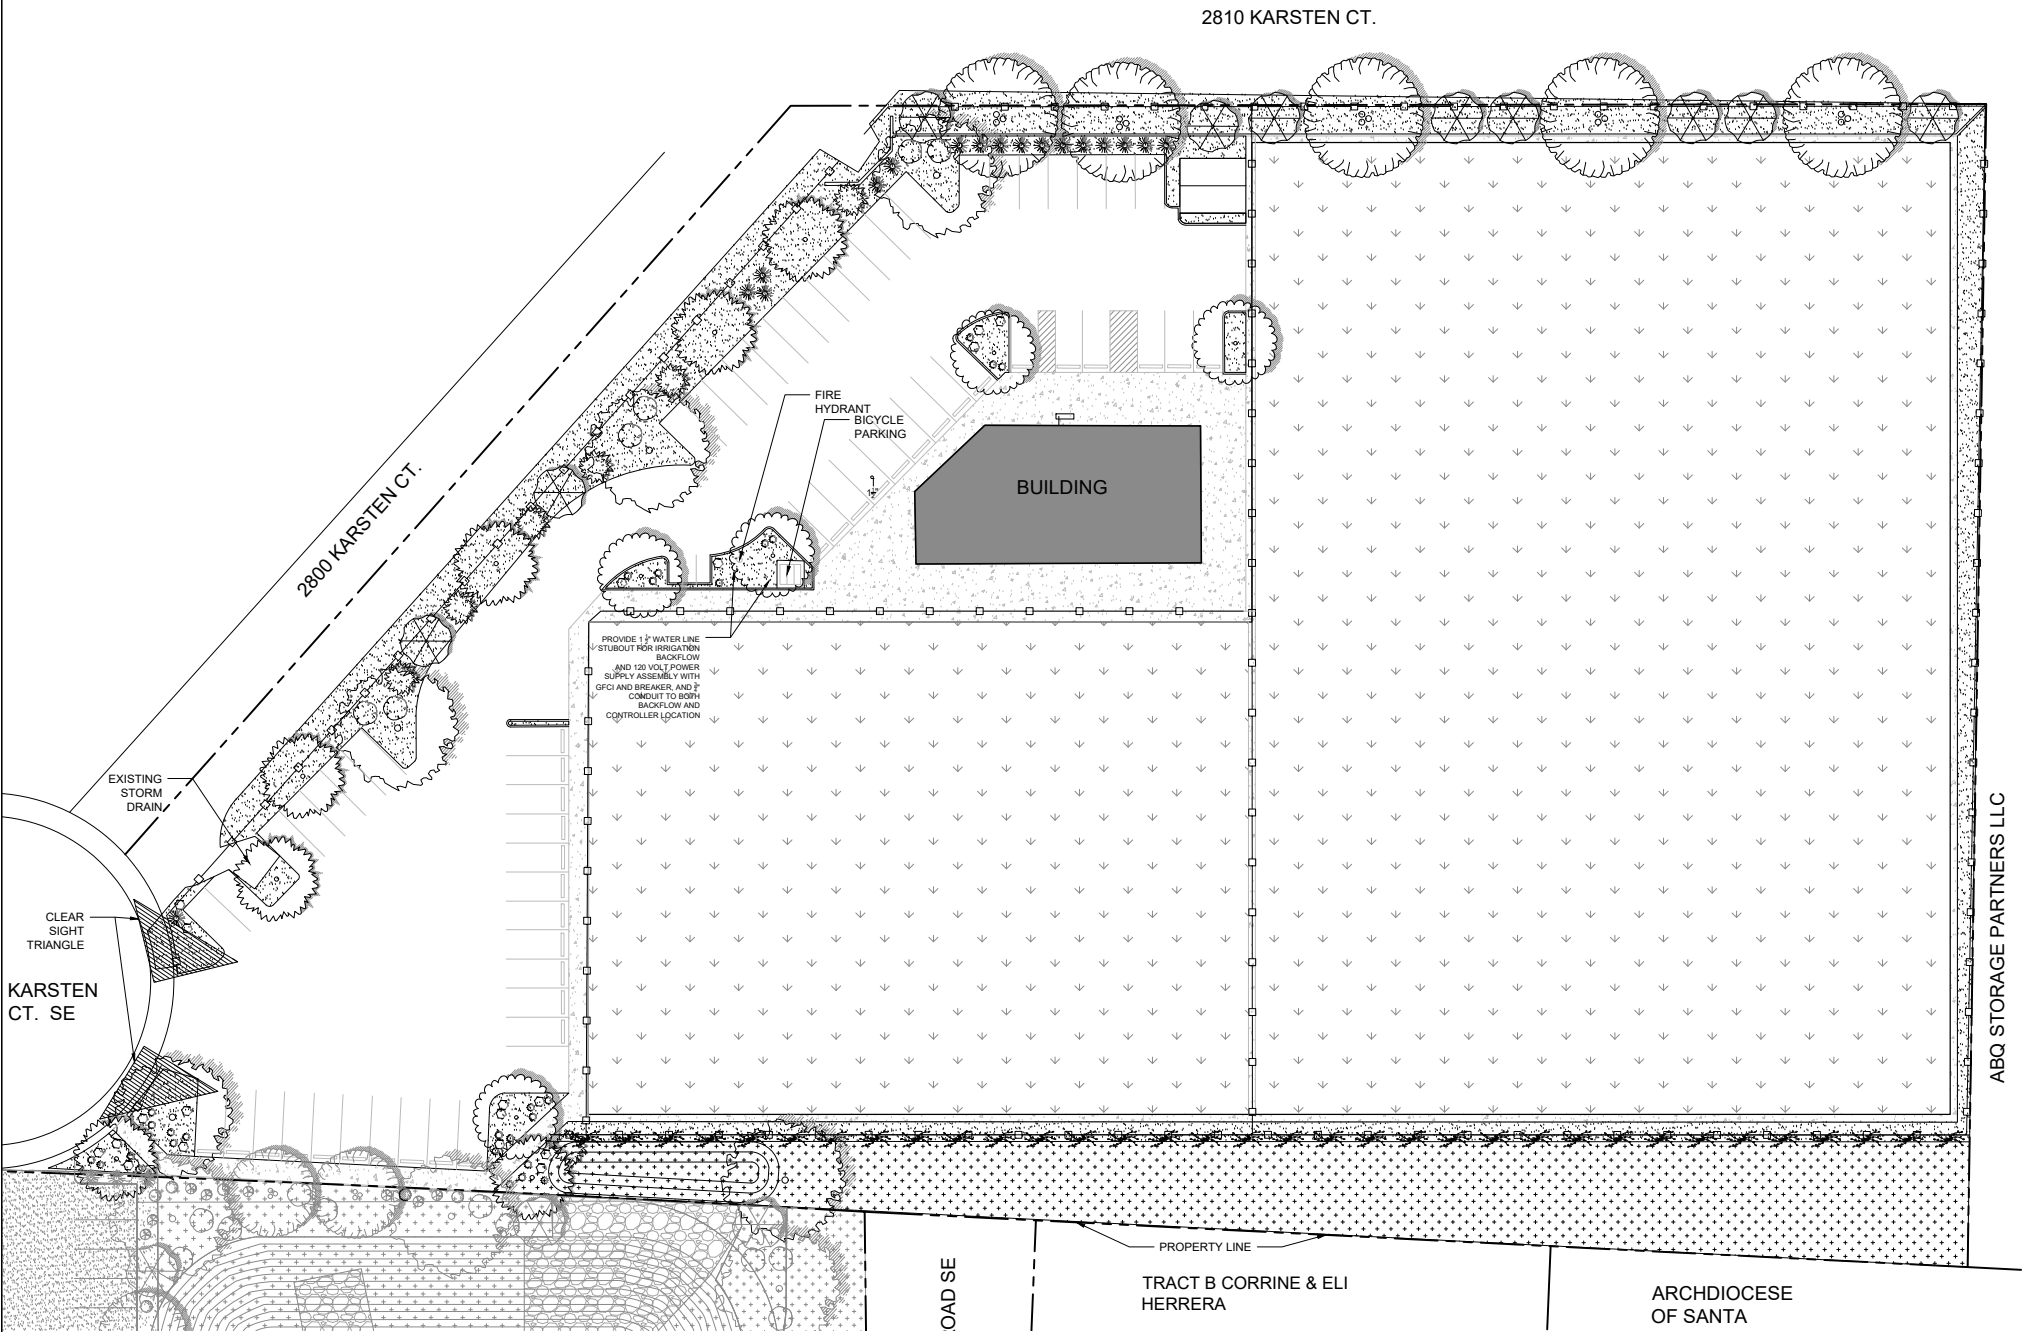 2810 KARSTEN CT.
FIRE
HYDRANT
BICYCLE
PARKING
2800 KARSTEN CT.
BUILDING
PROVIDE 1 1/2" WATER LINE
STUBOUT FOR IRRIGATION
BACKFLOW
AND 120 VOLT POWER
SUPPLY ASSEMBLY WITH
GFCI AND BREAKER, AND
CONDUIT TO BOTH
BACKFLOW AND
CONTROLLER LOCATION
EXISTING
STORM
DRAIN
CLEAR
SIGHT
TRIANGLE
KARSTEN
CT. SE
ABQ STORAGE PARTNERS LLC
PROPERTY LINE
OAD SE
TRACT B CORRINE & ELI
HERRERA
ARCHDIOCESE
OF SANTA